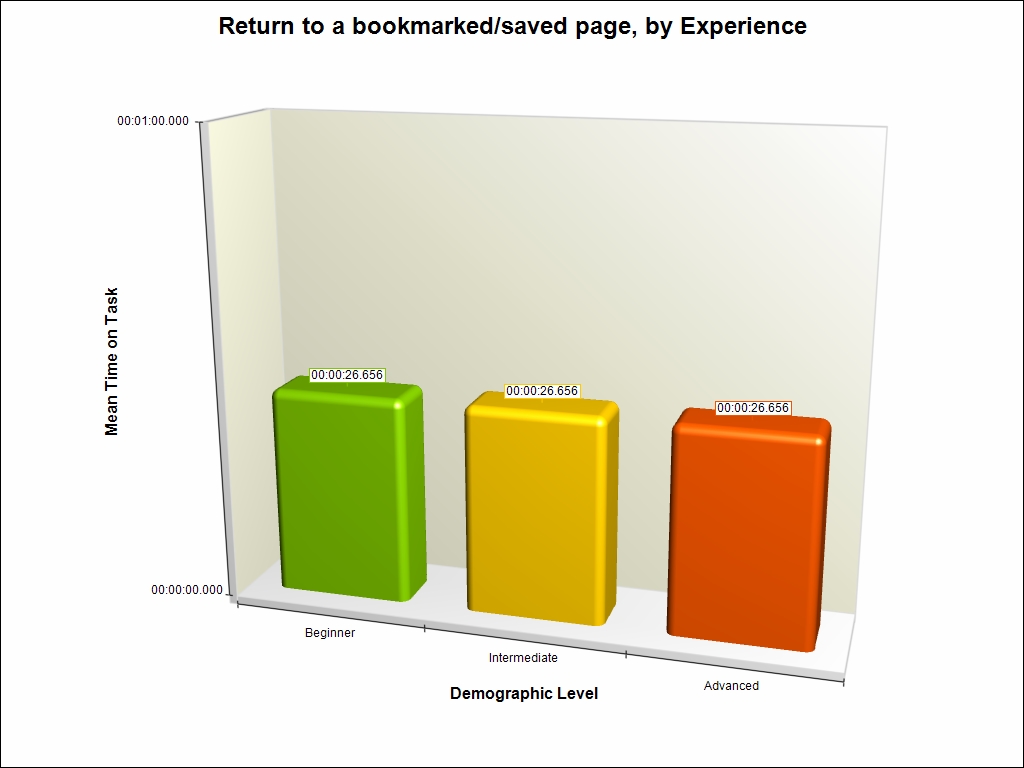 Return to a bookmarked/saved page, by Experience
00:01:00.000
Mean Time on Task
00:00:26.656
00:00:26.656
00:00:26.656
00:00:00.000
Beginner
Intermediate
Advanced
Demographic Level